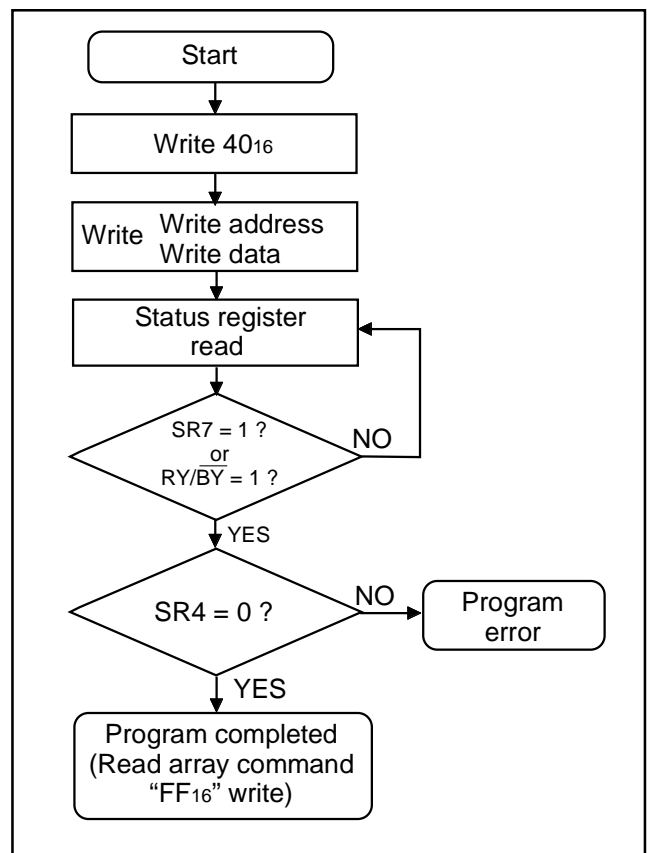 Start
Write 40₁₆
Write Write address
Write data
Status register
read
SR7 = 1 ?
or
RY/B̅Y̅ = 1 ?
NO
YES
SR4 = 0 ?
NO
Program
error
YES
Program completed
(Read array command
“FF₁₆” write)